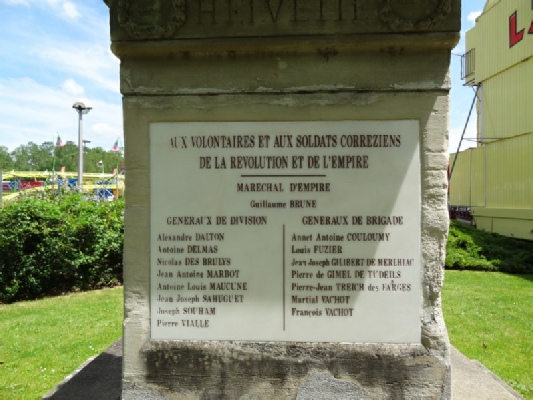 HELVETII
AUX VOLONTAIRES ET AUX SOLDATS CORREZIENS
DE LA REVOLUTION ET DE L'EMPIRE
MARECHAL D'EMPIRE
Guillaume BRUNE
GENERAUX DE DIVISION
Alexandre DALTON
Antoine DELMAS
Nicolas DES BRULYS
Jean Antoine MARBOT
Antoine Louis MAUCUNE
Jean Joseph SAHUGUET
Joseph SOUHAM
Pierre VIALLE
GENERAUX DE BRIGADE
Annet Antoine COULOUMY
Louis FUZIER
Jean Joseph GILIBERT DE MERLHIAC
Pierre de GIMEL DE TUDEILS
Pierre-Jean TREICH des FARGES
Martial VACHOT
François VACHOT
LA